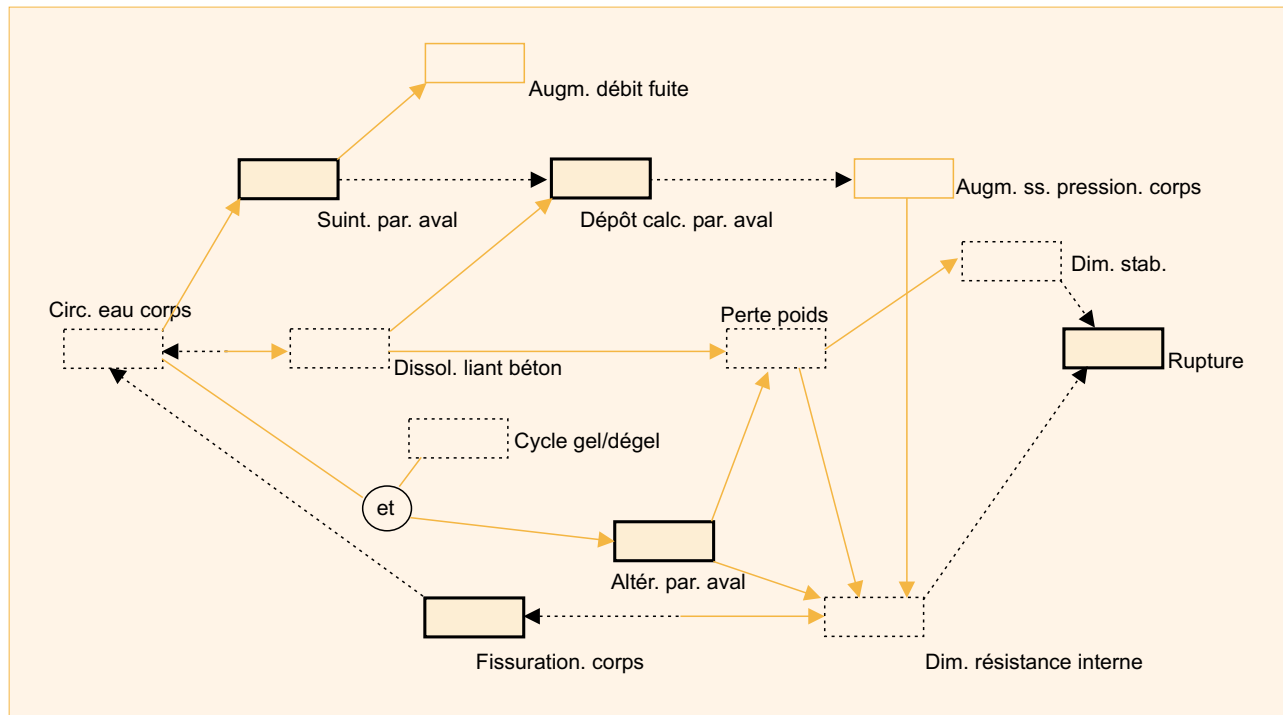 Augm. débit fuite
Suint. par. aval
Dépôt calc. par. aval
Augm. ss. pression. corps
Dim. stab.
Circ. eau corps
Perte poids
Dissol. liant béton
Rupture
Cycle gel/dégel
et
Altér. par. aval
Fissuration. corps
Dim. résistance interne